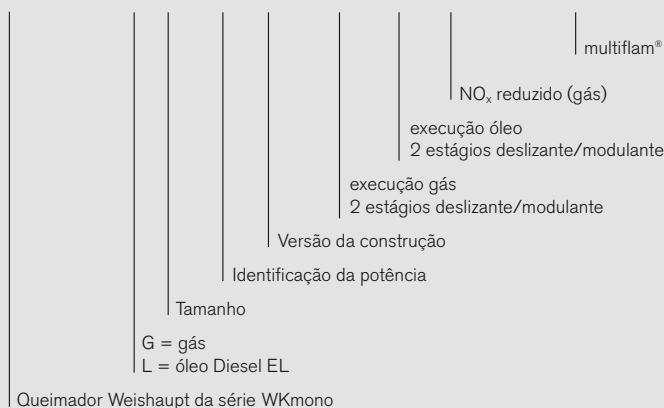 multiflam®
NOx reduzido (gás)
execução óleo
2 estágios deslizante/modulante
execução gás
2 estágios deslizante/modulante
Versão da construção
Identificação da potência
Tamanho
G = gás
L = óleo Diesel EL
Queimador Weishaupt da série WKmono